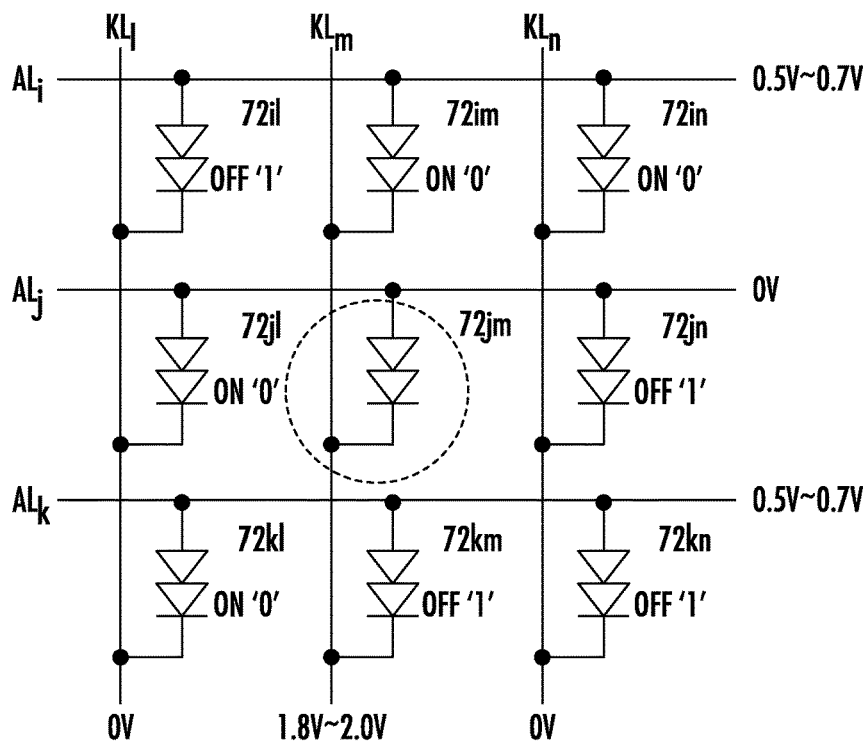 KLl KLm KLn
ALi 0.5V~0.7V
72il 72im 72in
OFF '1' ON '0' ON '0'
ALj 0V
72jl 72jm 72jn
ON '0' OFF '1'
ALk 0.5V~0.7V
72kl 72km 72kn
ON '0' OFF '1' OFF '1'
0V 1.8V~2.0V 0V